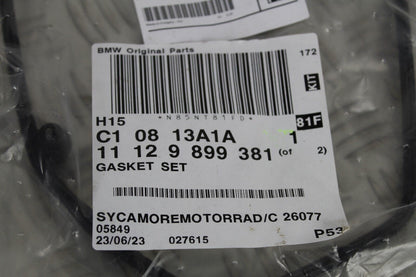 BMW Original Parts 172
KIT
*N85NT81FD*
H15 81F
C1 08 13A1A 1
11 12 9 899 381 (of 2)
GASKET SET
SYCAMOREMOTORRAD/C 26077
05849
23/06/23 027615 P53